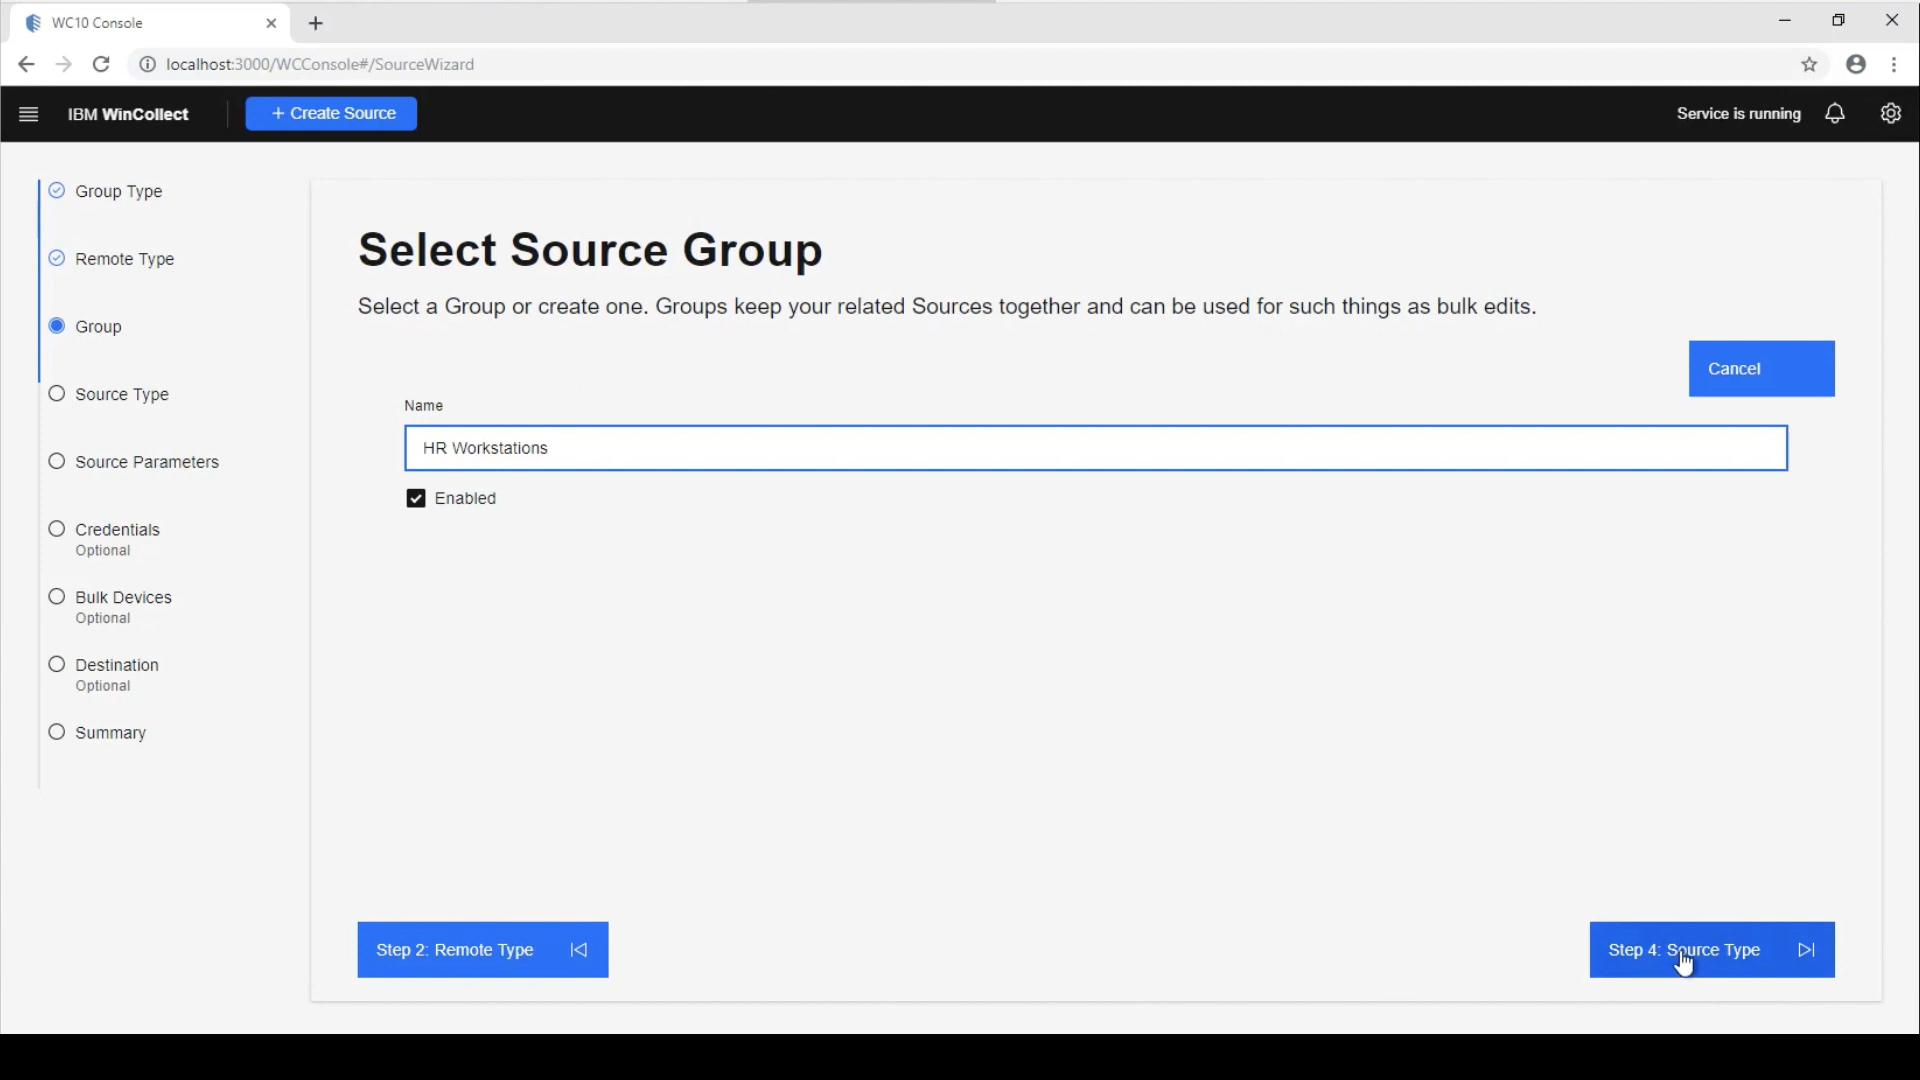 WC10 Console
localhost:3000/WCConsole#/SourceWizard
IBM WinCollect
+ Create Source
Service is running
Group Type
Remote Type
Group
Source Type
Source Parameters
Credentials
Optional
Bulk Devices
Optional
Destination
Optional
Summary
Select Source Group
Select a Group or create one. Groups keep your related Sources together and can be used for such things as bulk edits.
Cancel
Name
HR Workstations
Enabled
Step 2: Remote Type
Step 4: Source Type